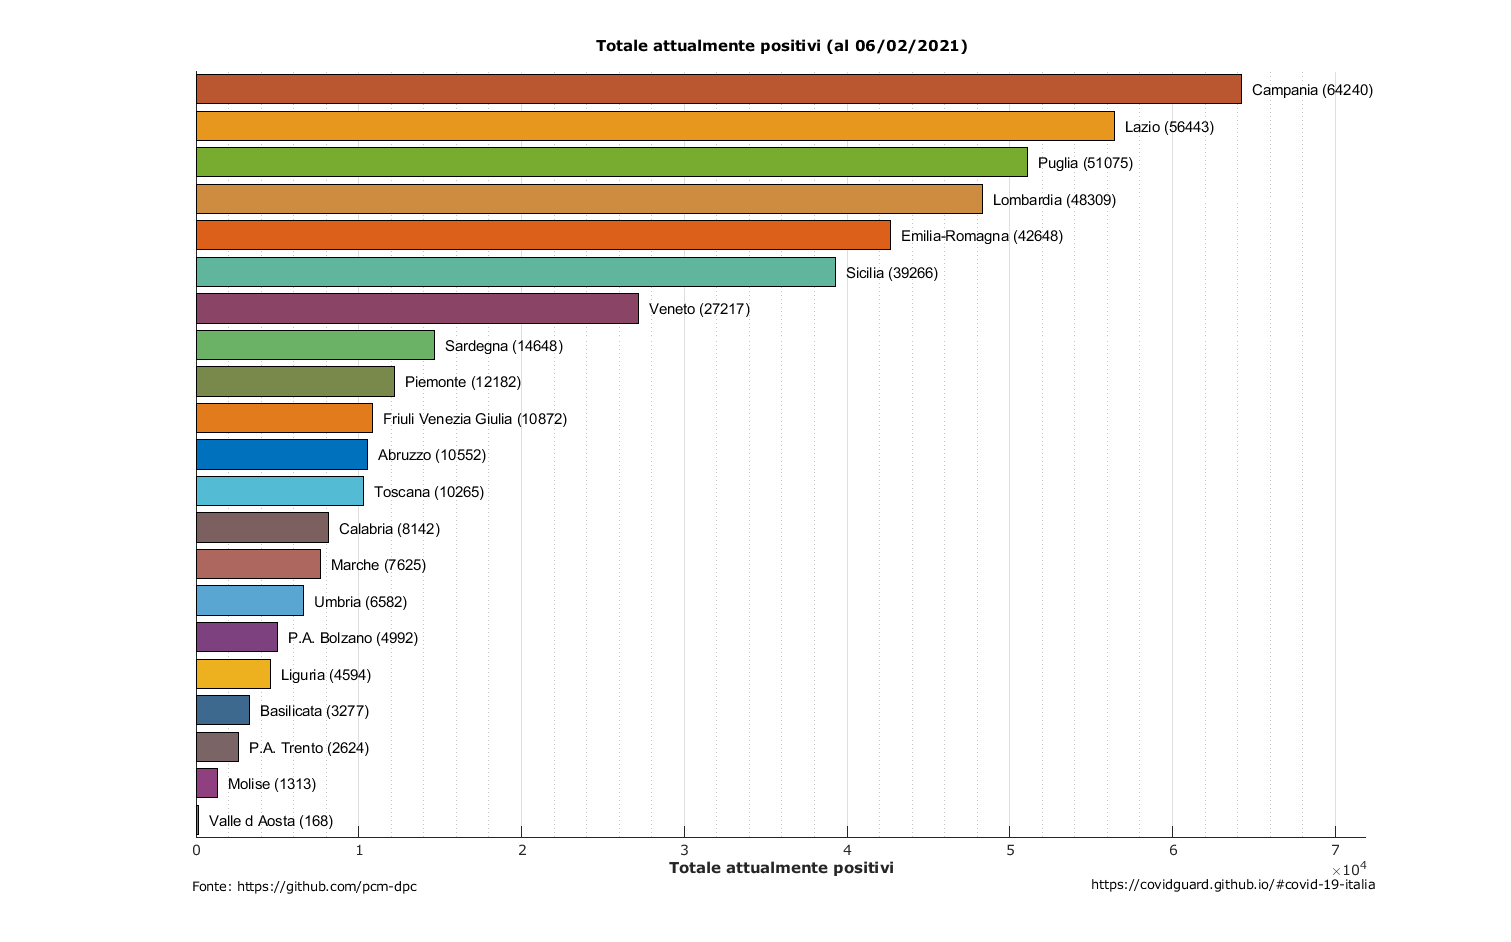 Totale attualmente positivi (al 06/02/2021)
Campania (64240)
Lazio (56443)
Puglia (51075)
Lombardia (48309)
Emilia-Romagna (42648)
Sicilia (39266)
Veneto (27217)
Sardegna (14648)
Piemonte (12182)
Friuli Venezia Giulia (10872)
Abruzzo (10552)
Toscana (10265)
Calabria (8142)
Marche (7625)
Umbria (6582)
P.A. Bolzano (4992)
Liguria (4594)
Basilicata (3277)
P.A. Trento (2624)
Molise (1313)
Valle d Aosta (168)
0 1 2 3 4 5 6 7
×10⁴
Totale attualmente positivi
Fonte: https://github.com/pcm-dpc
https://covidguard.github.io/#covid-19-italia